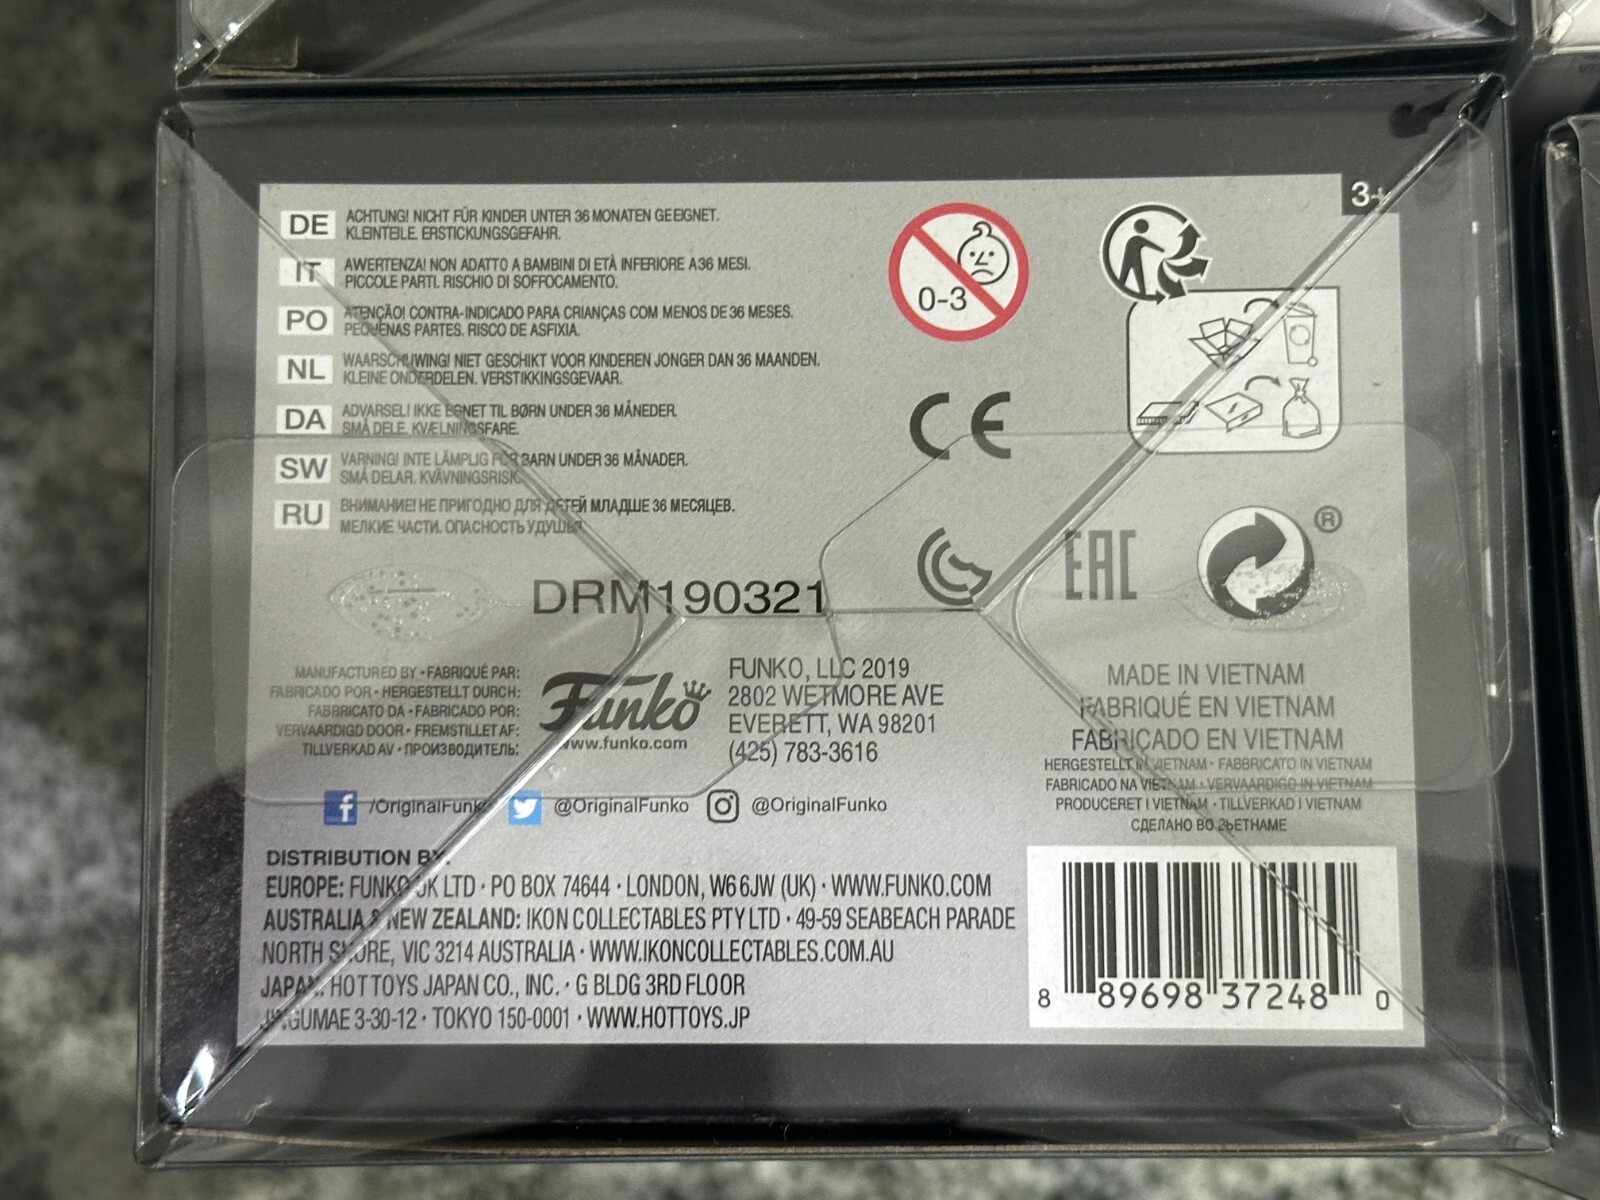 3+
DE ACHTUNG! NICHT FÜR KINDER UNTER 36 MONATEN GEEIGNET.
KLEINTEILE. ERSTICKUNGSGEFAHR.
IT AWERTENZA! NON ADATTO A BAMBINI DI ETÀ INFERIORE A 36 MESI.
PICCOLE PARTI. RISCHIO DI SOFFOCAMENTO.
PO ATENÇÃO! CONTRA-INDICADO PARA CRIANÇAS COM MENOS DE 36 MESES.
PEQUENAS PARTES. RISCO DE ASFIXIA.
NL WAARSCHUWING! NIET GESCHIKT VOOR KINDEREN JONGER DAN 36 MAANDEN.
KLEINE ONDERDELEN. VERSTIKKINGSGEVAAR.
DA ADVARSEL! IKKE EGNET TIL BØRN UNDER 36 MÅNEDER.
SMÅ DELE. KVÆLNINGSFARE.
SW VARNING! INTE LÄMPLIG FÖR BARN UNDER 36 MÅNADER.
SMÅ DELAR. KVÄVNINGSRISK.
RU ВНИМАНИЕ! НЕ ПРИГОДНО ДЛЯ ДЕТЕЙ МЛАДШЕ 36 МЕСЯЦЕВ.
МЕЛКИЕ ЧАСТИ. ОПАСНОСТЬ УДУШЬЯ
0-3
CE
EAC
®
DRM190321
MANUFACTURED BY • FABRIQUÉ PAR:
FABRICADO POR • HERGESTELLT DURCH:
FABBRICATO DA • FABRICADO POR:
VERVAARDIGD DOOR • FREMSTILLET AF:
TILLVERKAD AV • ПРОИЗВОДИТЕЛЬ:
Funko
www.funko.com
FUNKO, LLC 2019
2802 WETMORE AVE
EVERETT, WA 98201
(425) 783-3616
MADE IN VIETNAM
FABRIQUÉ EN VIETNAM
FABRICADO EN VIETNAM
HERGESTELLT IN VIETNAM • FABBRICATO IN VIETNAM
FABRICADO NA VIETNAM • VERVAARDIGD IN VIETNAM
PRODUCERET I VIETNAM • TILLVERKAD I VIETNAM
СДЕЛАНО ВО ВЬЕТНАМЕ
/OriginalFunko @OriginalFunko @OriginalFunko
DISTRIBUTION BY:
EUROPE: FUNKO UK LTD • PO BOX 74644 • LONDON, W6 6JW (UK) • WWW.FUNKO.COM
AUSTRALIA & NEW ZEALAND: IKON COLLECTABLES PTY LTD • 49-59 SEABEACH PARADE
NORTH SHORE, VIC 3214 AUSTRALIA • WWW.IKONCOLLECTABLES.COM.AU
JAPAN: HOT TOYS JAPAN CO., INC. • G BLDG 3RD FLOOR
JINGUMAE 3-30-12 • TOKYO 150-0001 • WWW.HOTTOYS.JP
8 89698 37248 0